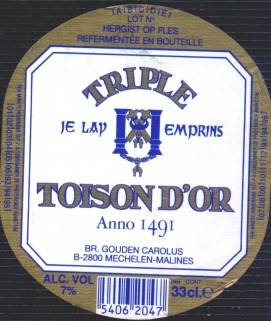 A|B|C|D|E|
LOT N°
HERGIST OP FLES
REFERMENTÉE EN BOUTEILLE
TRIPLE
JE LAY EMPRINS
TOISON D'OR
Anno 1491
BR. GOUDEN CAROLUS
B-2800 MECHELEN-MALINES
ALC. VOL
7%
CONT.
33cl.e
5406 2047